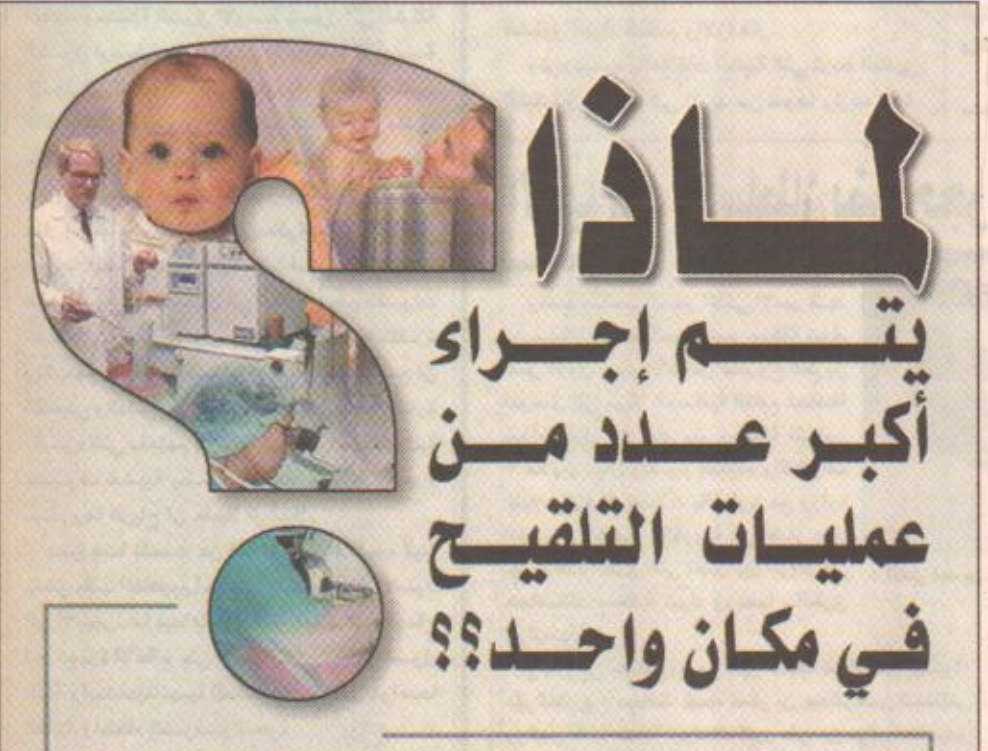 لماذا
يتم إجراء
أكبر عدد من
عمليات التلقيح
في مكان واحد؟؟